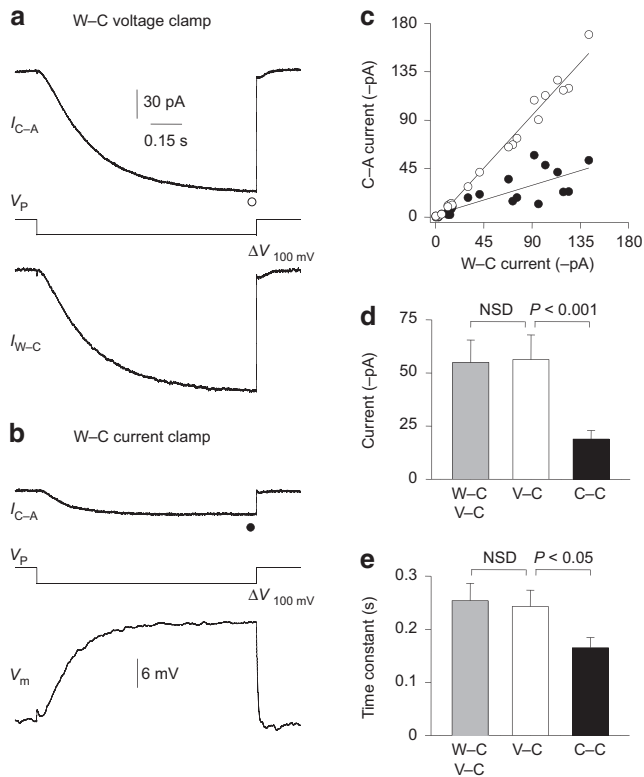 a
W–C voltage clamp
30 pA
0.15 s
I C–A
V P
ΔV 100 mV
I W–C
b
W–C current clamp
I C–A
V P
ΔV 100 mV
V m
6 mV
c
C–A current (–pA)
180
135
90
45
0
0 45 90 135 180
W–C current (–pA)
d
NSD P < 0.001
Current (–pA)
75
50
25
0
W–C V–C C–C
V–C
e
NSD P < 0.05
Time constant (s)
0.3
0.2
0.1
0
W–C V–C C–C
V–C